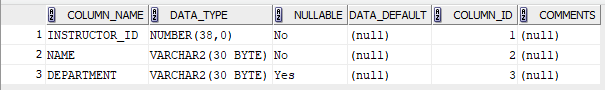 COLUMN_NAME DATA_TYPE NULLABLE DATA_DEFAULT COLUMN_ID COMMENTS
1 INSTRUCTOR_ID NUMBER(38,0) No (null) 1 (null)
2 NAME VARCHAR2(30 BYTE) No (null) 2 (null)
3 DEPARTMENT VARCHAR2(30 BYTE) Yes (null) 3 (null)